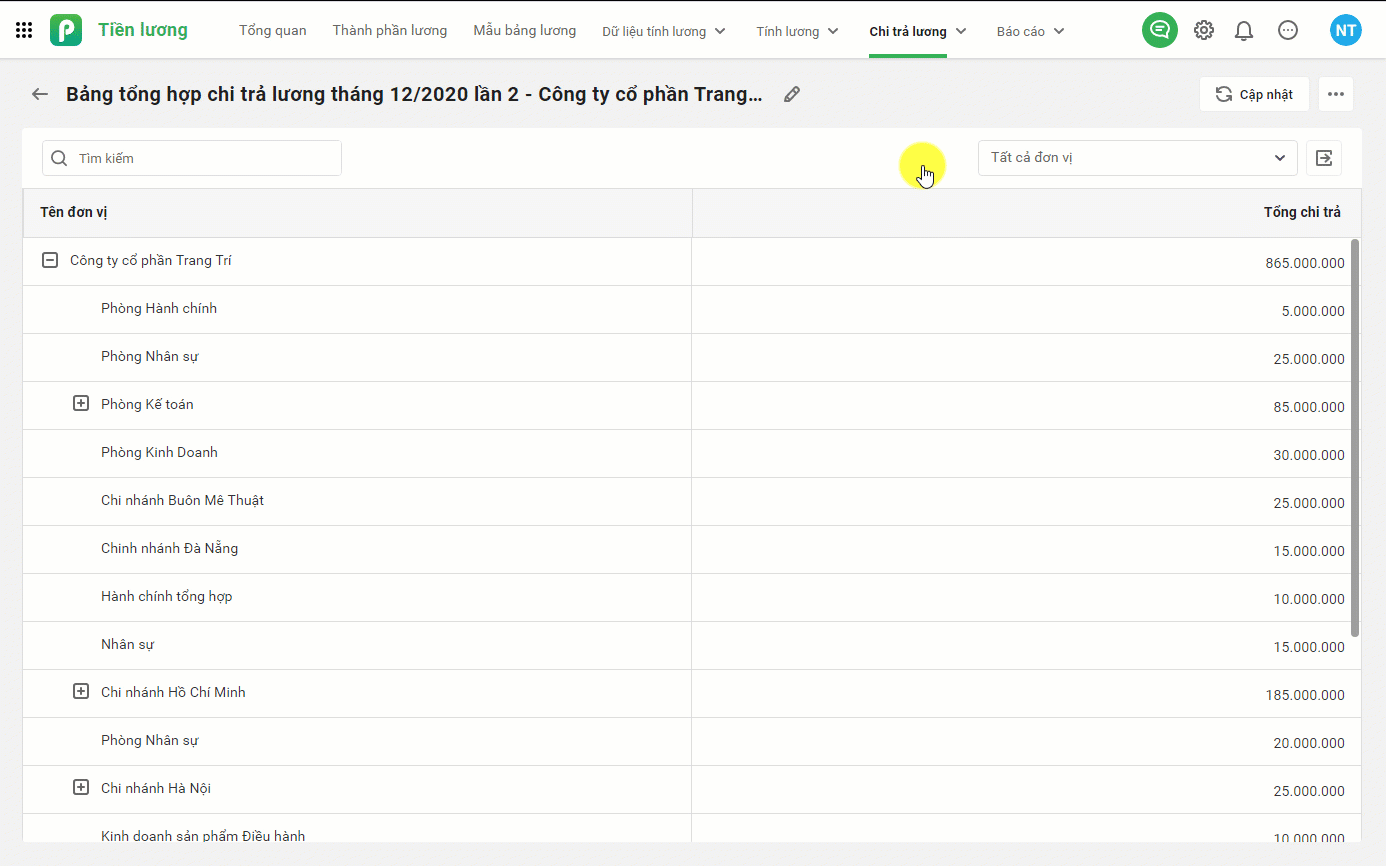 Tiền lương
Tổng quan
Thành phần lương
Mẫu bảng lương
Dữ liệu tính lương
Tính lương
Chi trả lương
Báo cáo
NT
Bảng tổng hợp chi trả lương tháng 12/2020 lần 2 - Công ty cổ phần Trang...
Cập nhật
Tìm kiếm
Tất cả đơn vị
Tên đơn vị Tổng chi trả
Công ty cổ phần Trang Trí 865.000.000
Phòng Hành chính 5.000.000
Phòng Nhân sự 25.000.000
Phòng Kế toán 85.000.000
Phòng Kinh Doanh 30.000.000
Chi nhánh Buôn Mê Thuật 25.000.000
Chinh nhánh Đà Nẵng 15.000.000
Hành chính tổng hợp 10.000.000
Nhân sự 15.000.000
Chi nhánh Hồ Chí Minh 185.000.000
Phòng Nhân sự 20.000.000
Chi nhánh Hà Nội 25.000.000
Kinh doanh sản phẩm Điều hành 10.000.000